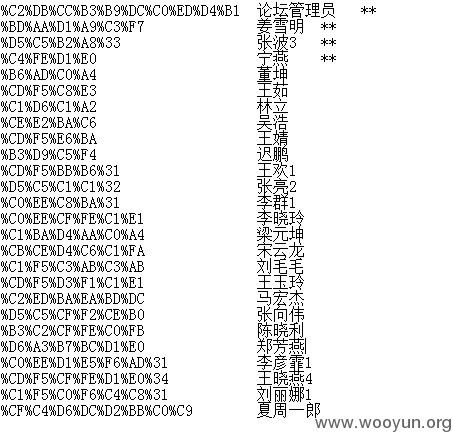 %C2%DB%CC%B3%B9%DC%C0%ED%D4%B1 论坛管理员 **
%BD%AA%D1%A9%C3%F7 姜雪明 **
%D5%C5%B2%A8%33 张波3 **
%C4%FE%D1%E0 宁燕 **
%B6%AD%C0%A4 董坤
%CD%F5%C8%E3 王茹
%C1%D6%C1%A2 林立
%CE%E2%BA%C6 吴浩
%CD%F5%E6%BA 王婧
%B3%D9%C5%F4 迟鹏
%CD%F5%BB%B6%31 王欢1
%D5%C5%C1%C1%32 张亮2
%C0%EE%C8%BA%31 李群1
%C0%EE%CF%FE%C1%E1 李晓玲
%C1%BA%D4%AA%C0%A4 梁元坤
%CB%CE%D4%C6%C1%FA 宋云龙
%C1%F5%C3%AB%C3%AB 刘毛毛
%CD%F5%D3%F1%C1%E1 王玉玲
%C2%ED%BA%EA%BD%DC 马宏杰
%D5%C5%CF%F2%CE%B0 张向伟
%B3%C2%CF%FE%C0%FB 陈晓利
%D6%A3%B7%BC%D1%E0 郑芳燕
%C0%EE%D1%E5%F6%AD%31 李彦霏1
%CD%F5%CF%FE%D1%E0%34 王晓燕4
%C1%F5%C0%F6%C4%C8%31 刘丽娜1
%CF%C4%D6%DC%D2%BB%C0%C9 夏周一郎
www.wooyun.org